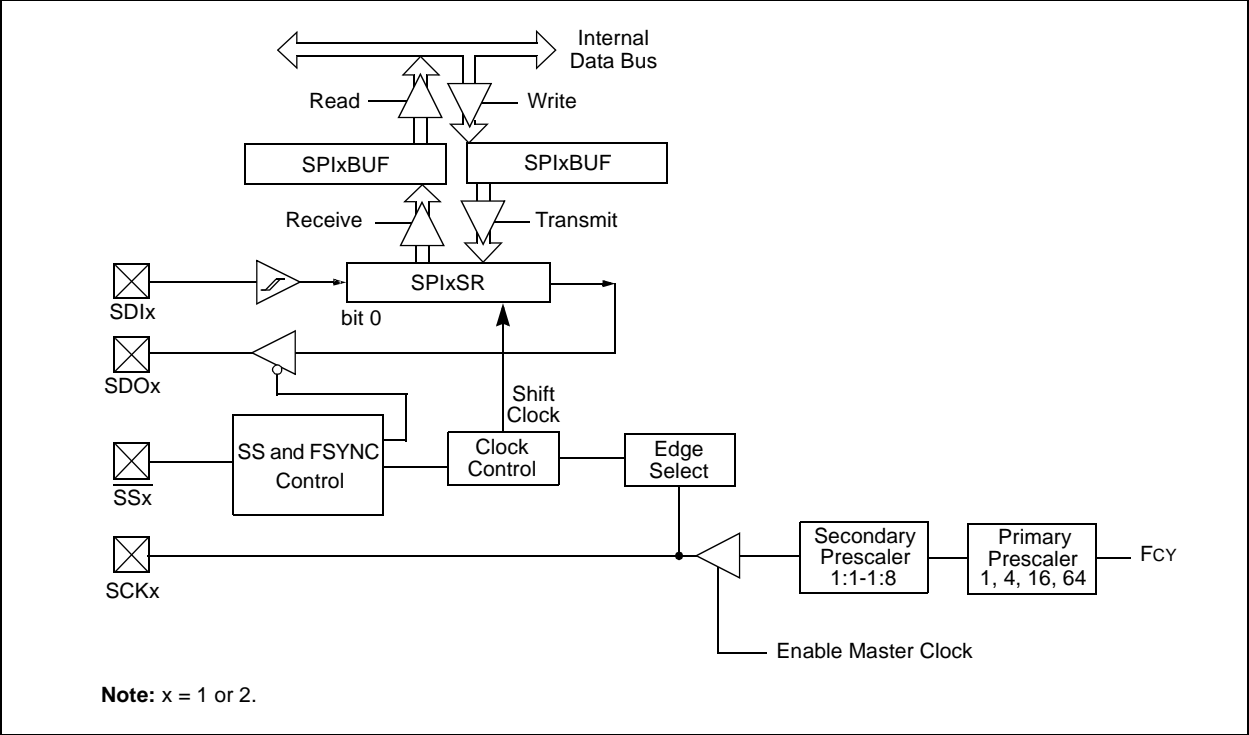 Internal
Data Bus
Read
Write
SPIxBUF
SPIxBUF
Receive
Transmit
SDIx
SPIxSR
bit 0
SDOx
Shift
Clock
SS and FSYNC
Control
Clock
Control
Edge
Select
SSx
SCKx
Secondary
Prescaler
1:1-1:8
Primary
Prescaler
1, 4, 16, 64
FCY
Enable Master Clock
Note: x = 1 or 2.